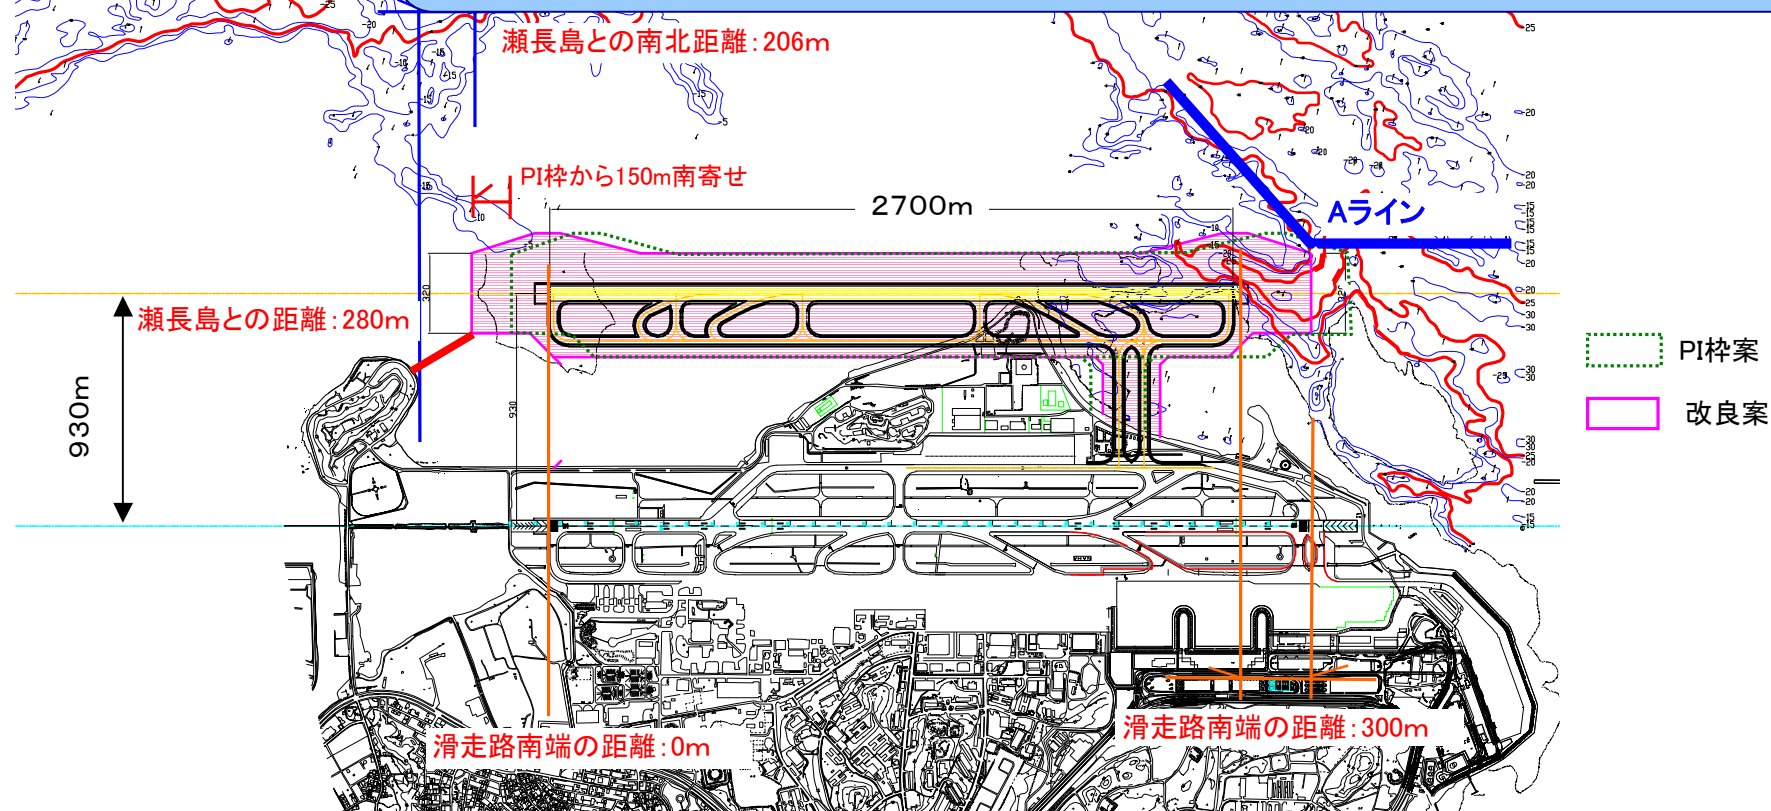 瀬長島との南北距離:206m
PI枠から150m南寄せ
2700m
Aライン
瀬長島との距離:280m
320
930m
930
PI枠案
改良案
滑走路南端の距離:0m
滑走路南端の距離:300m